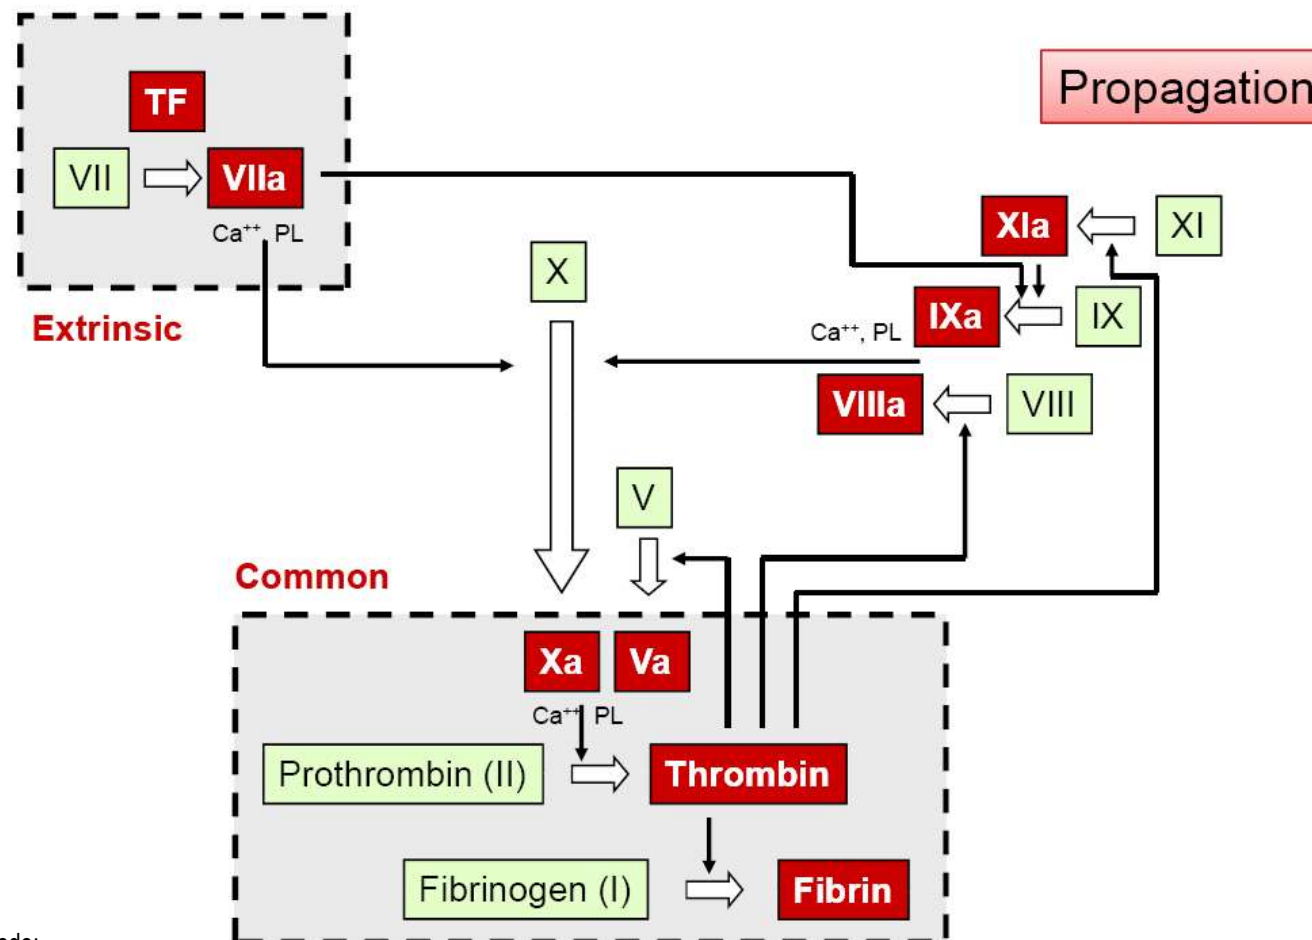 Propagation
TF
VII
VIIa
Ca++, PL
Extrinsic
X
XIa
XI
IXa
IX
Ca++, PL
VIIIa
VIII
V
Common
Xa
Va
Ca++ PL
Prothrombin (II)
Thrombin
Fibrinogen (I)
Fibrin